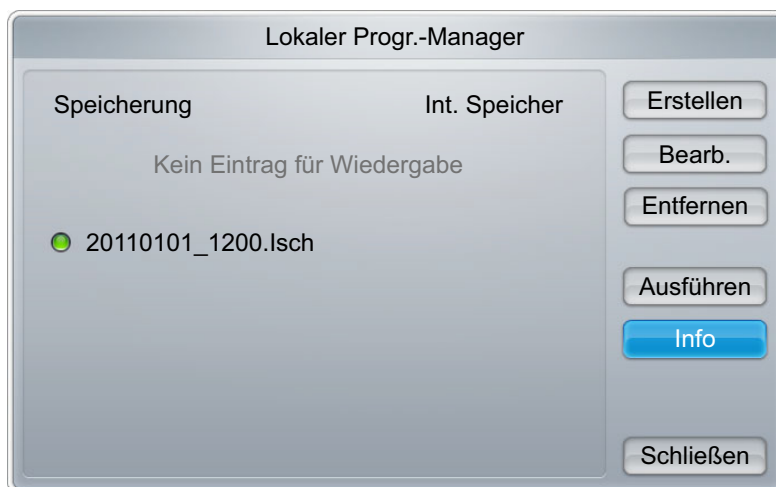 Lokaler Progr.-Manager
Speicherung Int. Speicher
Kein Eintrag für Wiedergabe
20110101_1200.lsch
Erstellen
Bearb.
Entfernen
Ausführen
Info
Schließen